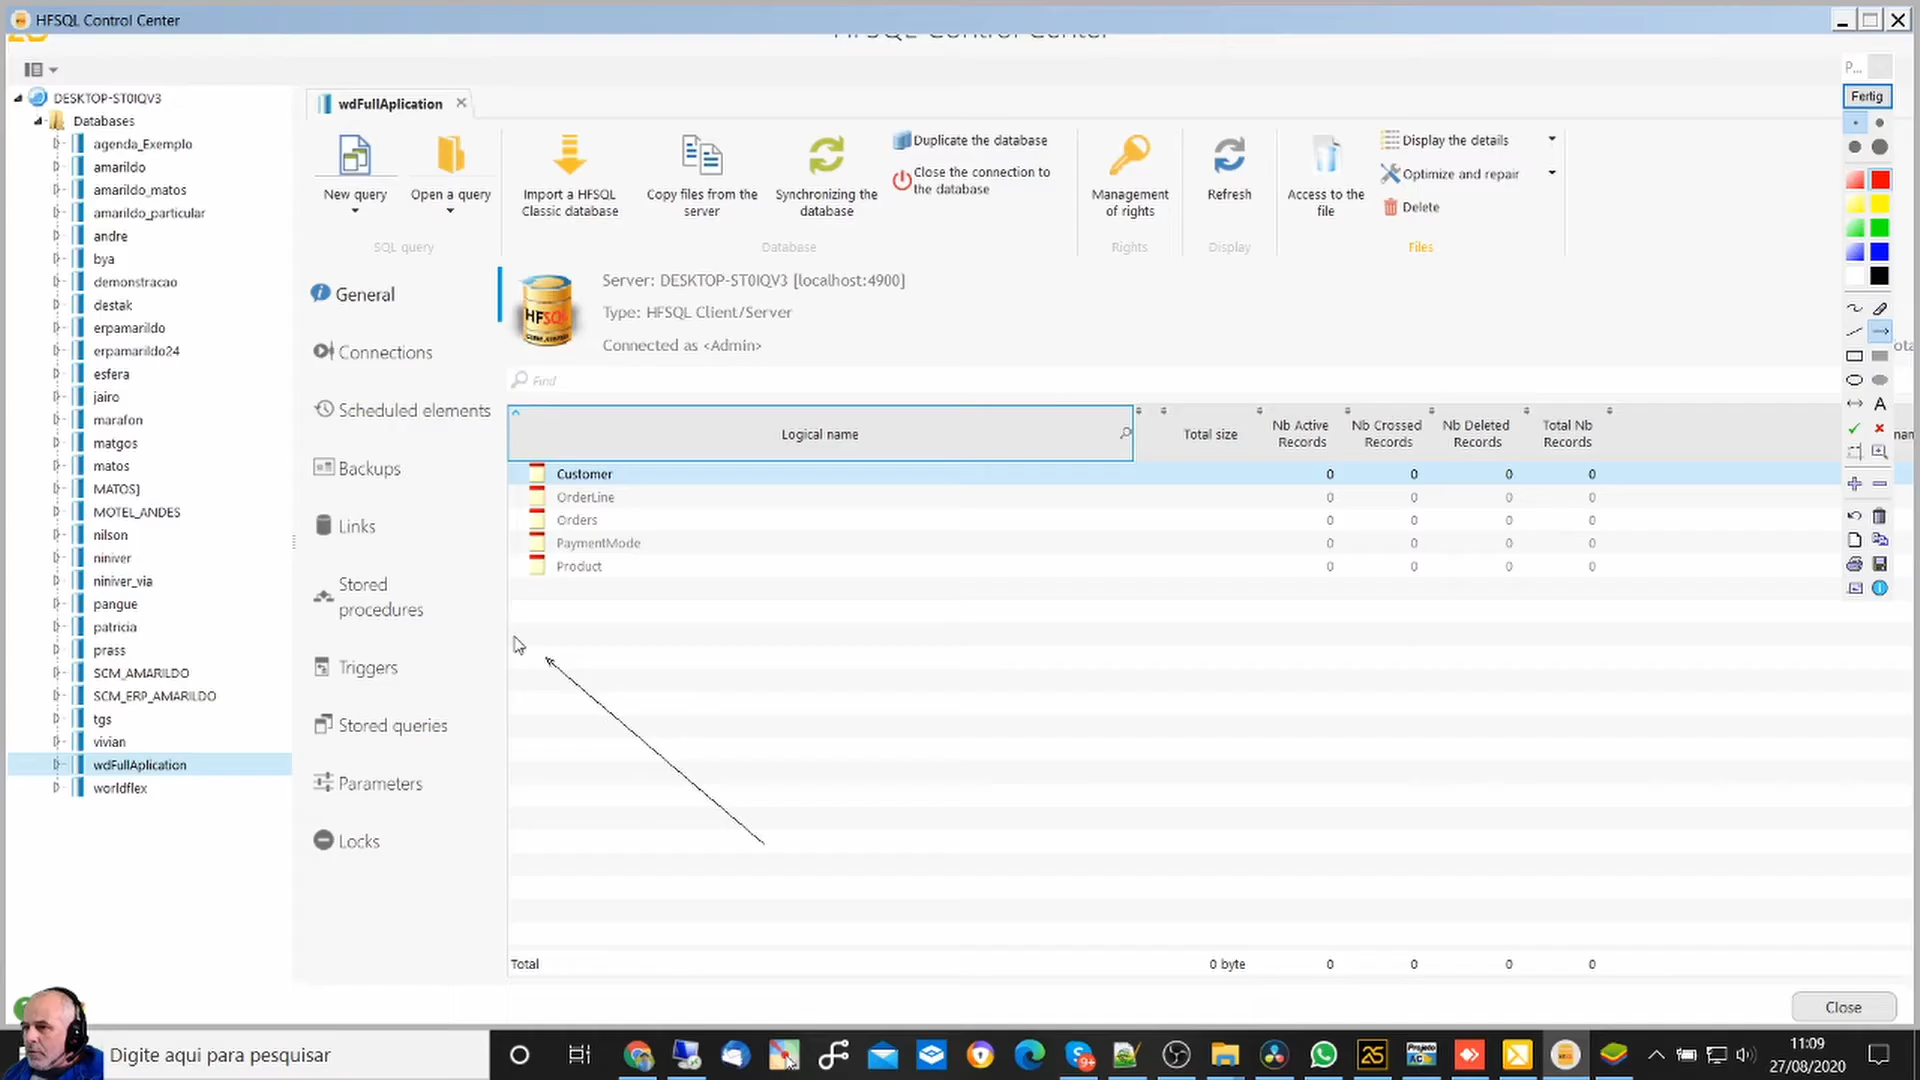 HFSQL Control Center
HFSQL Control Center
P...
DESKTOP-ST0IQV3
Databases
agenda_Exemplo
amarildo
amarildo_matos
amarildo_particular
andre
bya
demonstracao
destak
erpamarildo
erpamarildo24
esfera
jairo
marafon
matgos
matos
MATOS]
MOTEL_ANDES
nilson
niniver
niniver_via
pangue
patricia
prass
SCM_AMARILDO
SCM_ERP_AMARILDO
tgs
vivian
wdFullAplication
worldflex
wdFullAplication
New query
Open a query
SQL query
Import a HFSQL
Classic database
Copy files from the
server
Synchronizing the
database
Duplicate the database
Close the connection to
the database
Database
Management
of rights
Rights
Refresh
Display
Access to the
file
Display the details
Optimize and repair
Delete
Files
Fertig
General
Connections
Scheduled elements
Backups
Links
Stored
procedures
Triggers
Stored queries
Parameters
Locks
HFSQL
Server: DESKTOP-ST0IQV3 [localhost:4900]
Type: HFSQL Client/Server
Connected as <Admin>
Find
Logical name
Total size
Nb Active
Records
Nb Crossed
Records
Nb Deleted
Records
Total Nb
Records
Customer 0 0 0 0
OrderLine 0 0 0 0
Orders 0 0 0 0
PaymentMode 0 0 0 0
Product 0 0 0 0
Total 0 byte 0 0 0 0
A
Close
Digite aqui para pesquisar
9+
25
Projeto
AC
11:09
27/08/2020